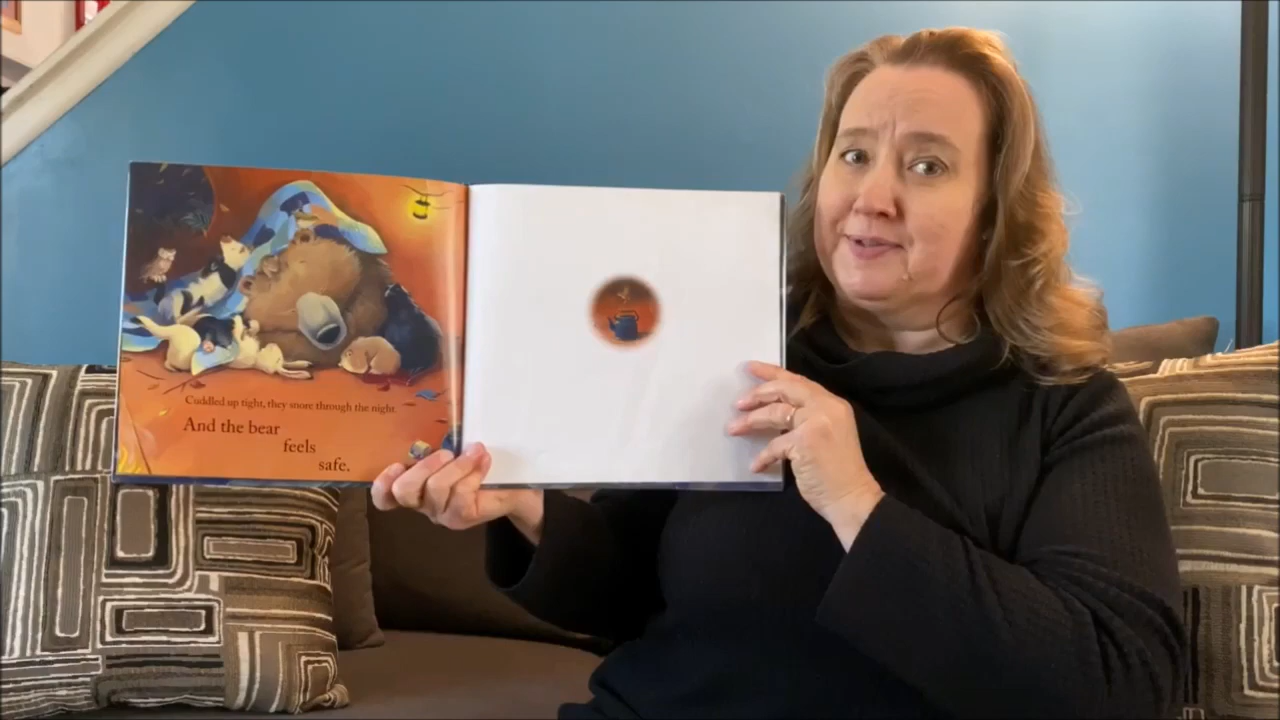 Cuddled up tight, they snore through the night.
And the bear
feels
safe.